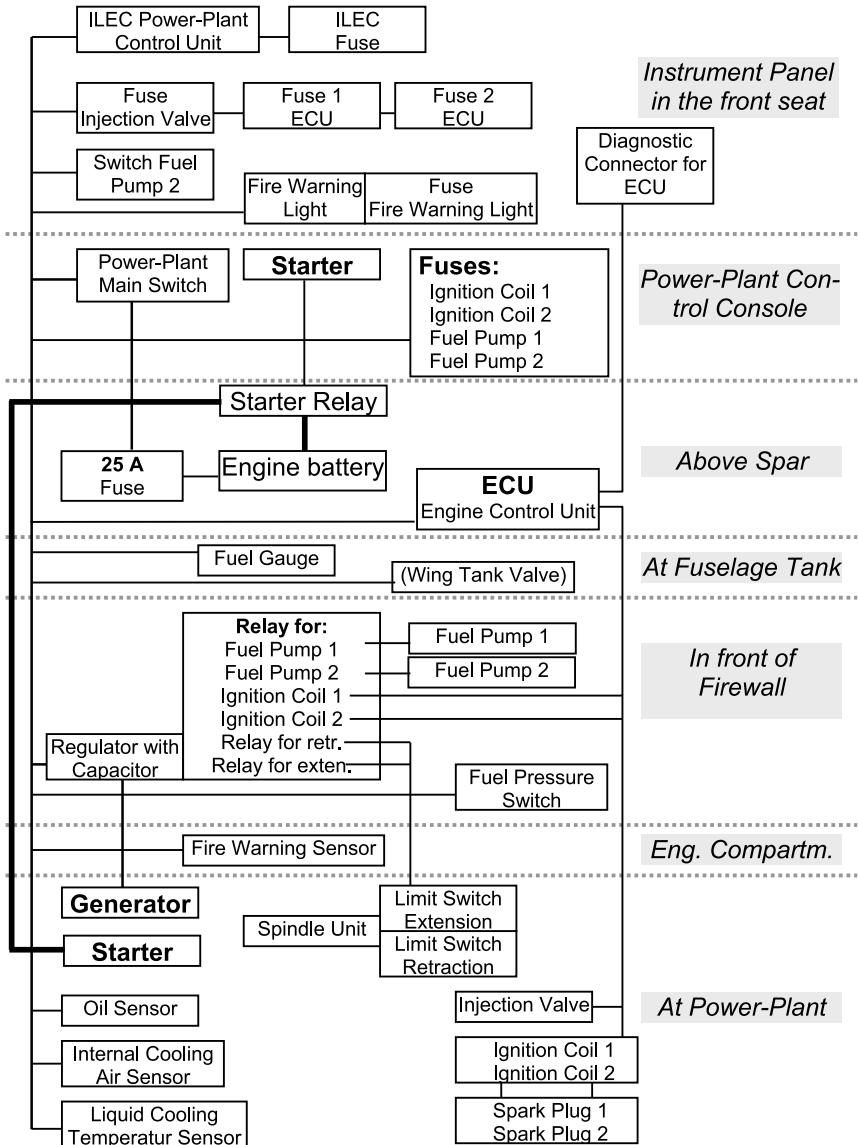 ILEC Power-Plant
Control Unit
ILEC
Fuse
Instrument Panel
in the front seat
Fuse
Injection Valve
Fuse 1
ECU
Fuse 2
ECU
Diagnostic
Connector for
ECU
Switch Fuel
Pump 2
Fire Warning
Light
Fuse
Fire Warning Light
Power-Plant
Main Switch
Starter
Fuses:
Ignition Coil 1
Ignition Coil 2
Fuel Pump 1
Fuel Pump 2
Power-Plant Con-
trol Console
Starter Relay
25 A
Fuse
Engine battery
ECU
Engine Control Unit
Above Spar
Fuel Gauge
(Wing Tank Valve)
At Fuselage Tank
Relay for:
Fuel Pump 1
Fuel Pump 2
Ignition Coil 1
Ignition Coil 2
Relay for retr.
Relay for exten.
Fuel Pump 1
Fuel Pump 2
In front of
Firewall
Regulator with
Capacitor
Fuel Pressure
Switch
Fire Warning Sensor
Eng. Compartm.
Generator
Starter
Spindle Unit
Limit Switch
Extension
Limit Switch
Retraction
Oil Sensor
Injection Valve
At Power-Plant
Internal Cooling
Air Sensor
Ignition Coil 1
Ignition Coil 2
Liquid Cooling
Temperatur Sensor
Spark Plug 1
Spark Plug 2